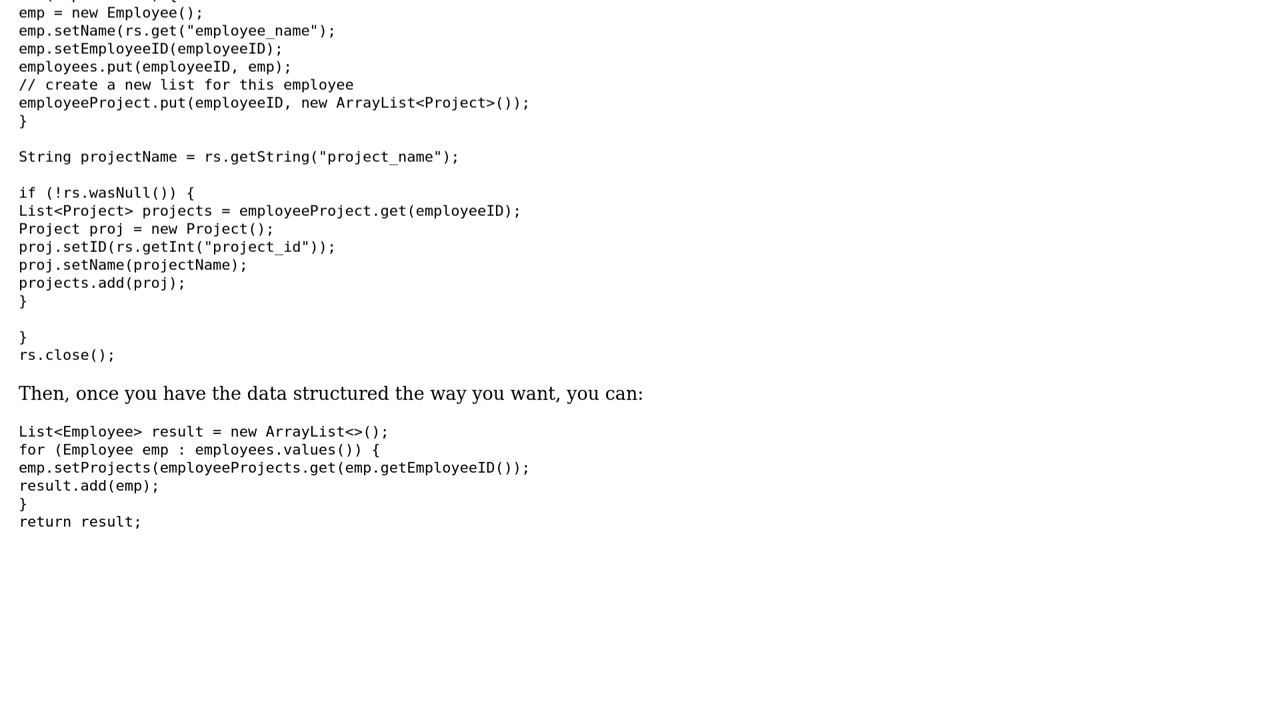 emp = new Employee();
emp.setName(rs.get("employee_name");
emp.setEmployeeID(employeeID);
employees.put(employeeID, emp);
// create a new list for this employee
employeeProject.put(employeeID, new ArrayList<Project>());
}
String projectName = rs.getString("project_name");
if (!rs.wasNull()) {
List<Project> projects = employeeProject.get(employeeID);
Project proj = new Project();
proj.setID(rs.getInt("project_id"));
proj.setName(projectName);
projects.add(proj);
}
}
rs.close();
Then, once you have the data structured the way you want, you can:
List<Employee> result = new ArrayList<>();
for (Employee emp : employees.values()) {
emp.setProjects(employeeProjects.get(emp.getEmployeeID());
result.add(emp);
}
return result;